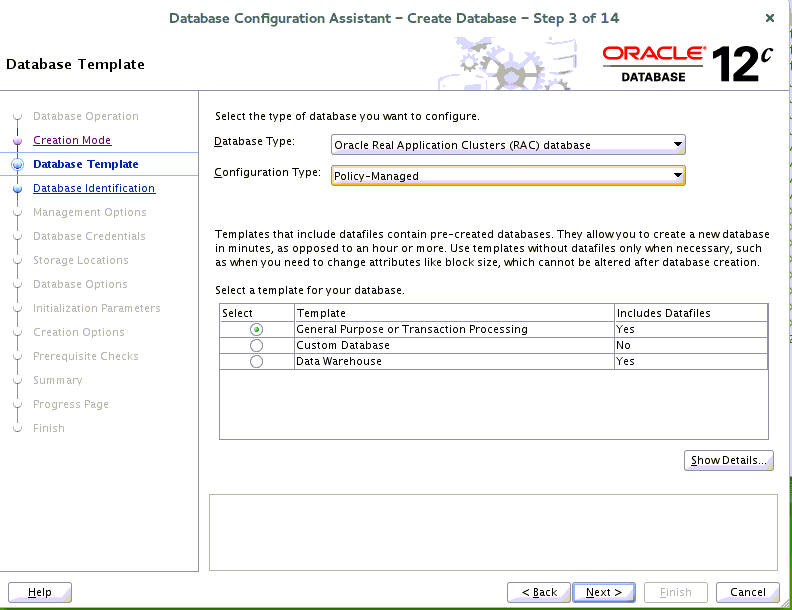 Database Configuration Assistant – Create Database – Step 3 of 14
Database Template
ORACLE®
DATABASE
12c
Database Operation
Creation Mode
Database Template
Database Identification
Management Options
Database Credentials
Storage Locations
Database Options
Initialization Parameters
Creation Options
Prerequisite Checks
Summary
Progress Page
Finish
Select the type of database you want to configure.
Database Type: Oracle Real Application Clusters (RAC) database
Configuration Type: Policy-Managed
Templates that include datafiles contain pre-created databases. They allow you to create a new database
in minutes, as opposed to an hour or more. Use templates without datafiles only when necessary, such
as when you need to change attributes like block size, which cannot be altered after database creation.
Select a template for your database.
Select Template Includes Datafiles
General Purpose or Transaction Processing Yes
Custom Database No
Data Warehouse Yes
Show Details...
Help < Back Next > Finish Cancel